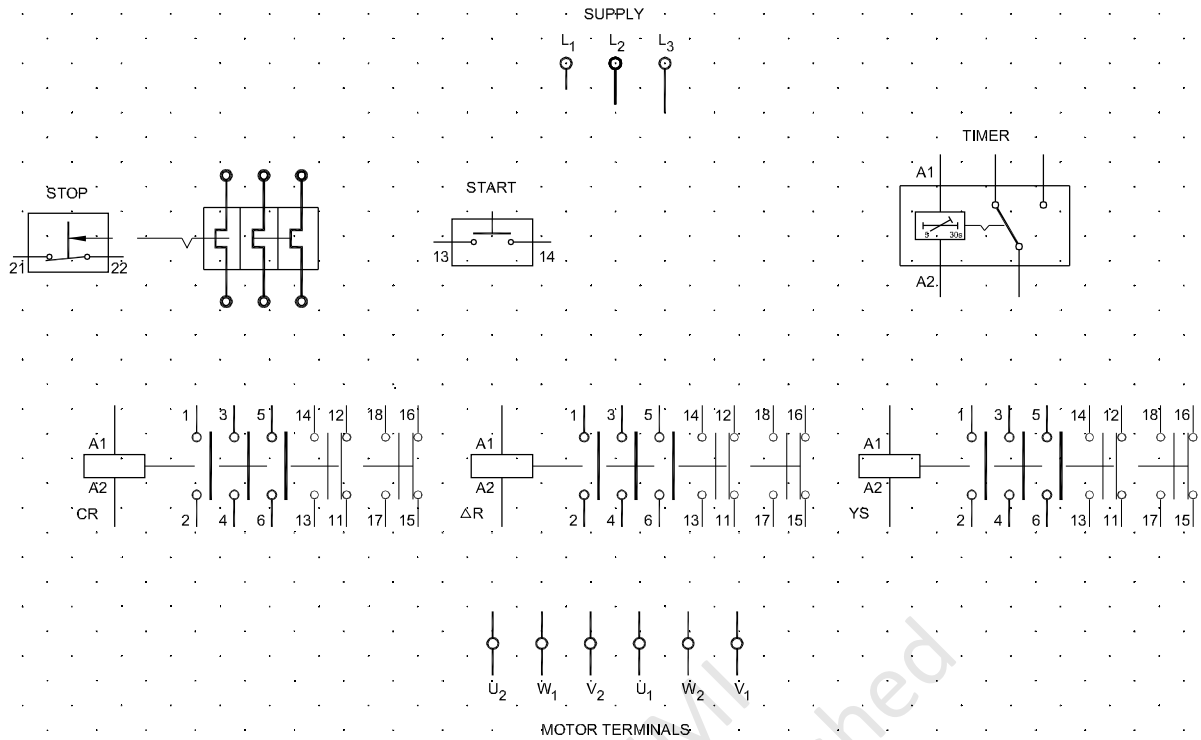 SUPPLY
L1 L2 L3
TIMER
A1
STOP
START
21 22
13 14
9 30s
A2
1 3 5 14 12 18 16
A1
A2
CR
2 4 6 13 11 17 15
1 3 5 14 12 18 16
A1
A2
△R
2 4 6 13 11 17 15
1 3 5 14 12 18 16
A1
A2
YS
2 4 6 13 11 17 15
U2 W1 V2 U1 W2 V1
MOTOR TERMINALS